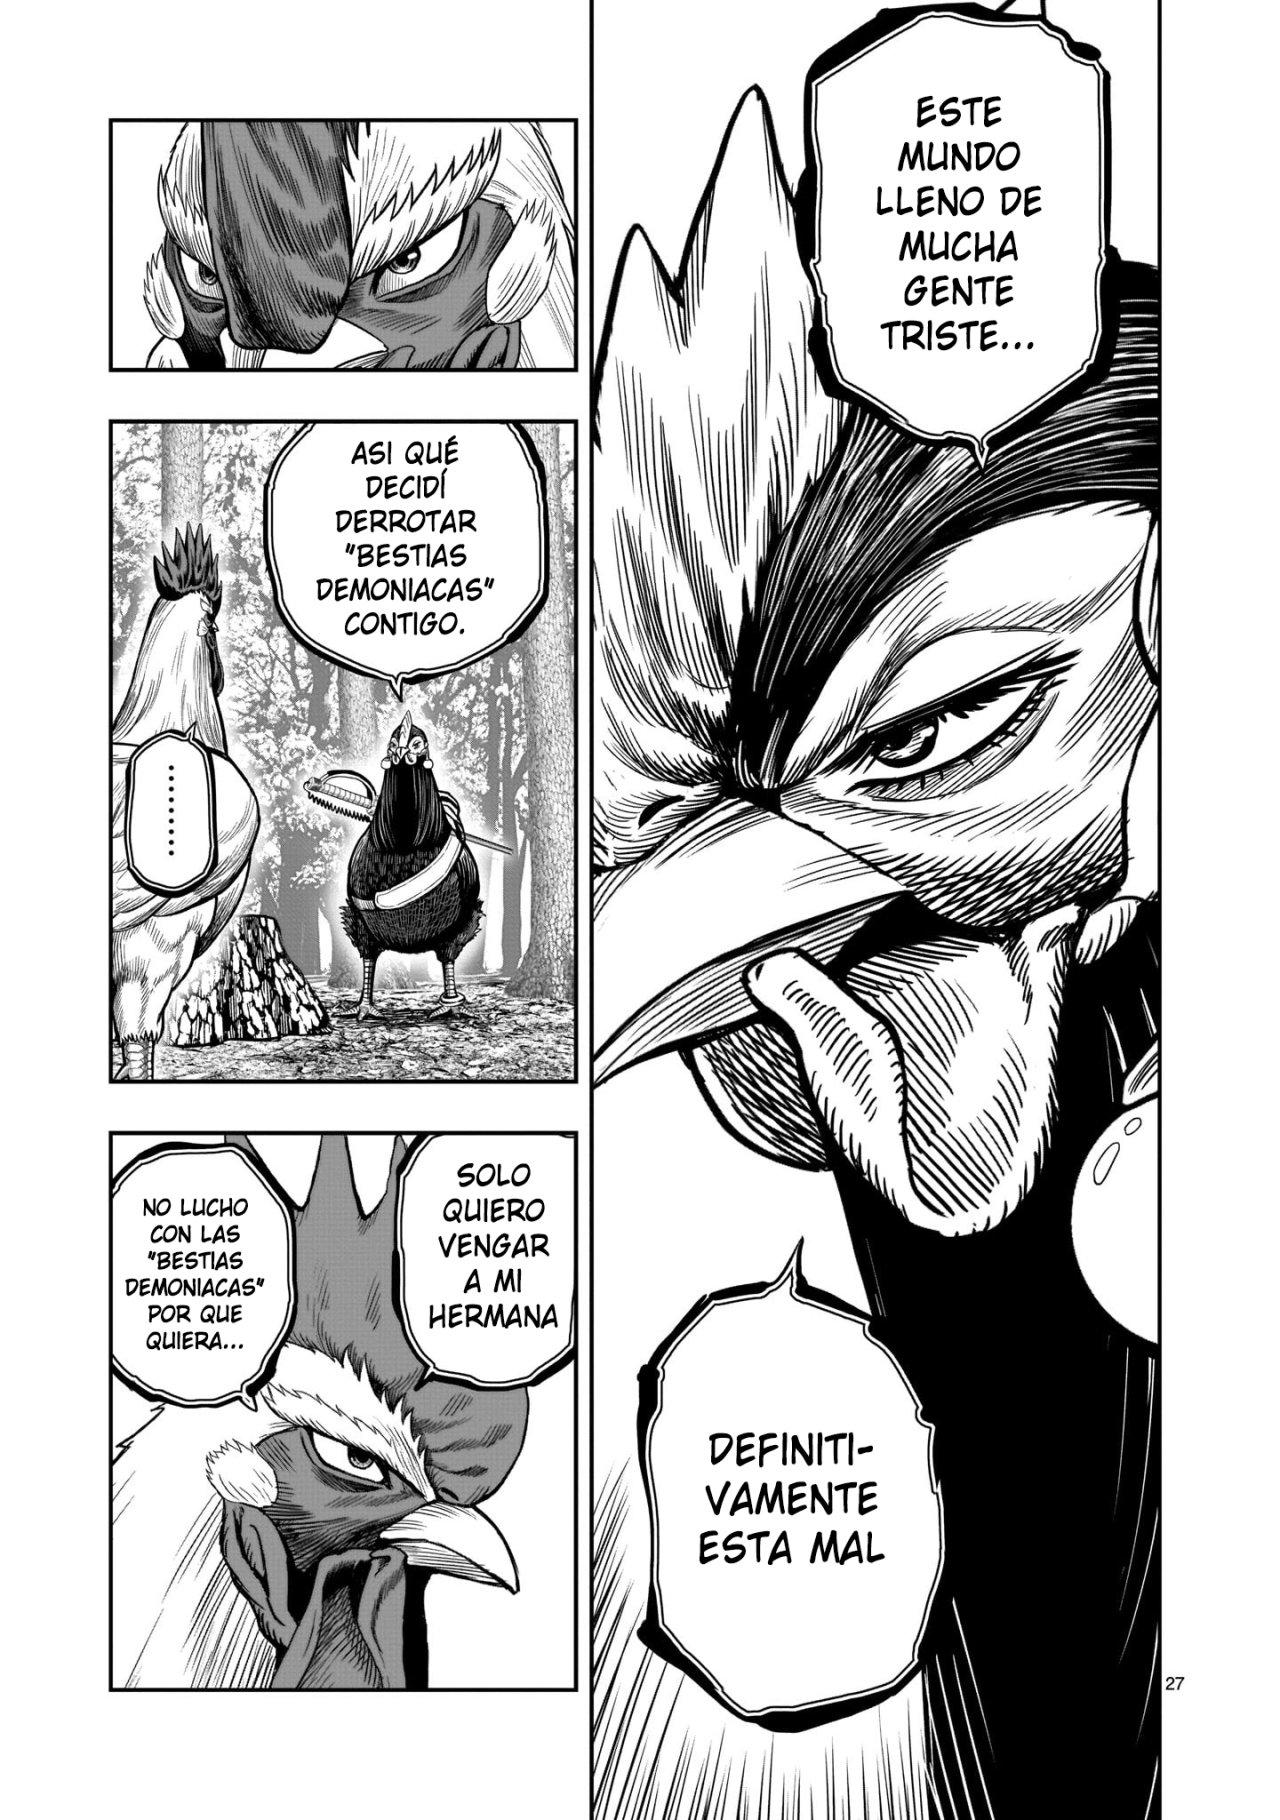 ESTE
MUNDO
LLENO DE
MUCHA
GENTE
TRISTE...
DEFINITI-
VAMENTE
ESTA MAL
ASI QUÉ
DECIDÍ
DERROTAR
"BESTIAS
DEMONIACAS"
CONTIGO.
........
SOLO
QUIERO
VENGAR
A MI
HERMANA
NO LUCHO
CON LAS
"BESTIAS
DEMONIACAS"
POR QUE
QUIERA...
27